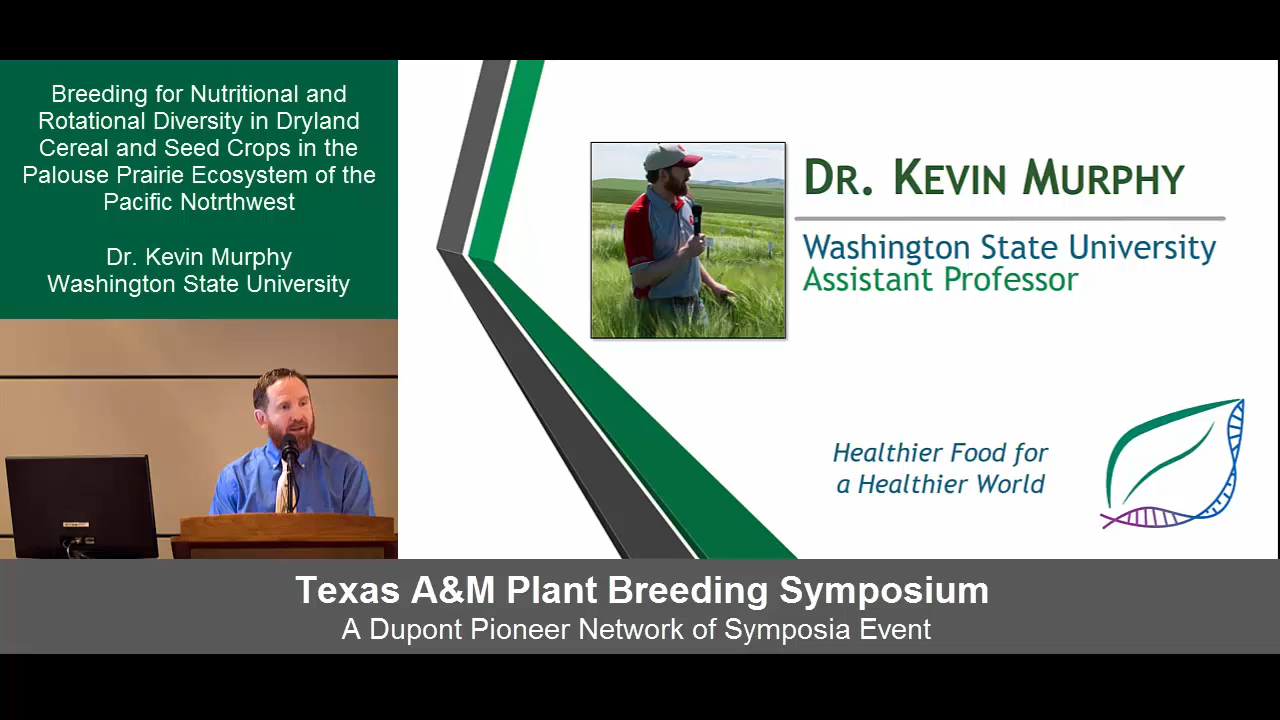 Breeding for Nutritional and
Rotational Diversity in Dryland
Cereal and Seed Crops in the
Palouse Prairie Ecosystem of the
Pacific Notrthwest
Dr. Kevin Murphy
Washington State University
DR. KEVIN MURPHY
Washington State University
Assistant Professor
Healthier Food for
a Healthier World
Texas A&M Plant Breeding Symposium
A Dupont Pioneer Network of Symposia Event